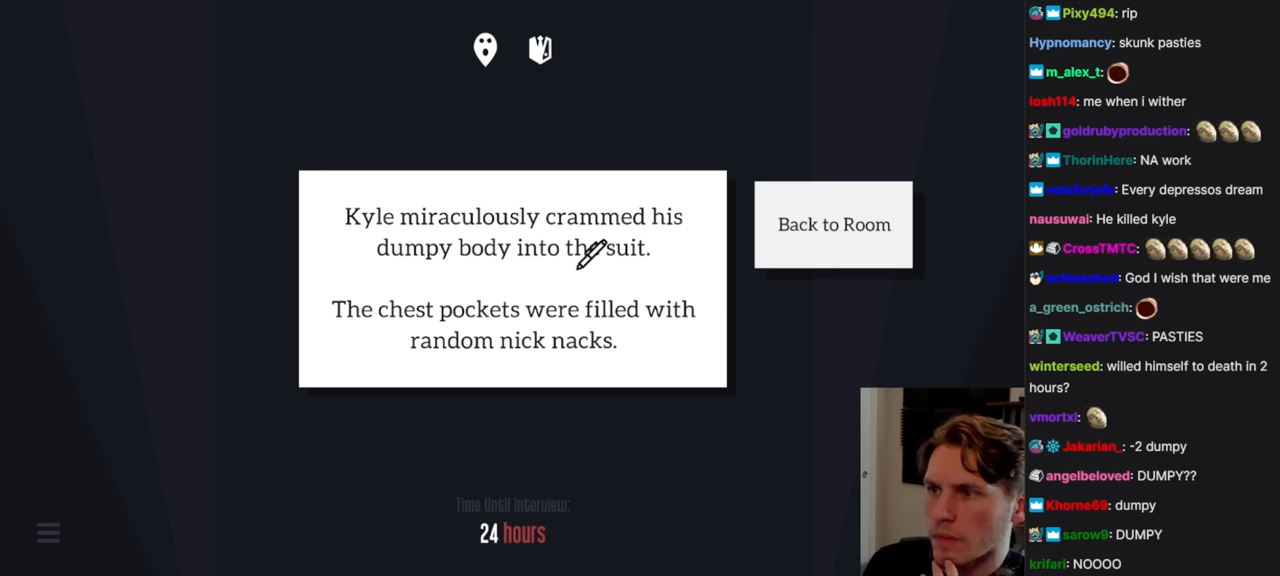 Kyle miraculously crammed his
dumpy body into the suit.
The chest pockets were filled with
random nick nacks.
Back to Room
Time Until Interview:
24 hours
Pixy494: rip
Hypnomancy: skunk pasties
m_alex_t:
losh114: me when i wither
goldrubyproduction:
ThorinHere: NA work
voteforjefe: Every depressos dream
nausuwai: He killed kyle
CrossTMTC:
schloosched: God I wish that were me
a_green_ostrich:
WeaverTVSC: PASTIES
winterseed: willed himself to death in 2
hours?
vmortxl:
Jakarian_: -2 dumpy
angelbeloved: DUMPY??
Khorne69: dumpy
sarow9: DUMPY
krifari: NOOOO